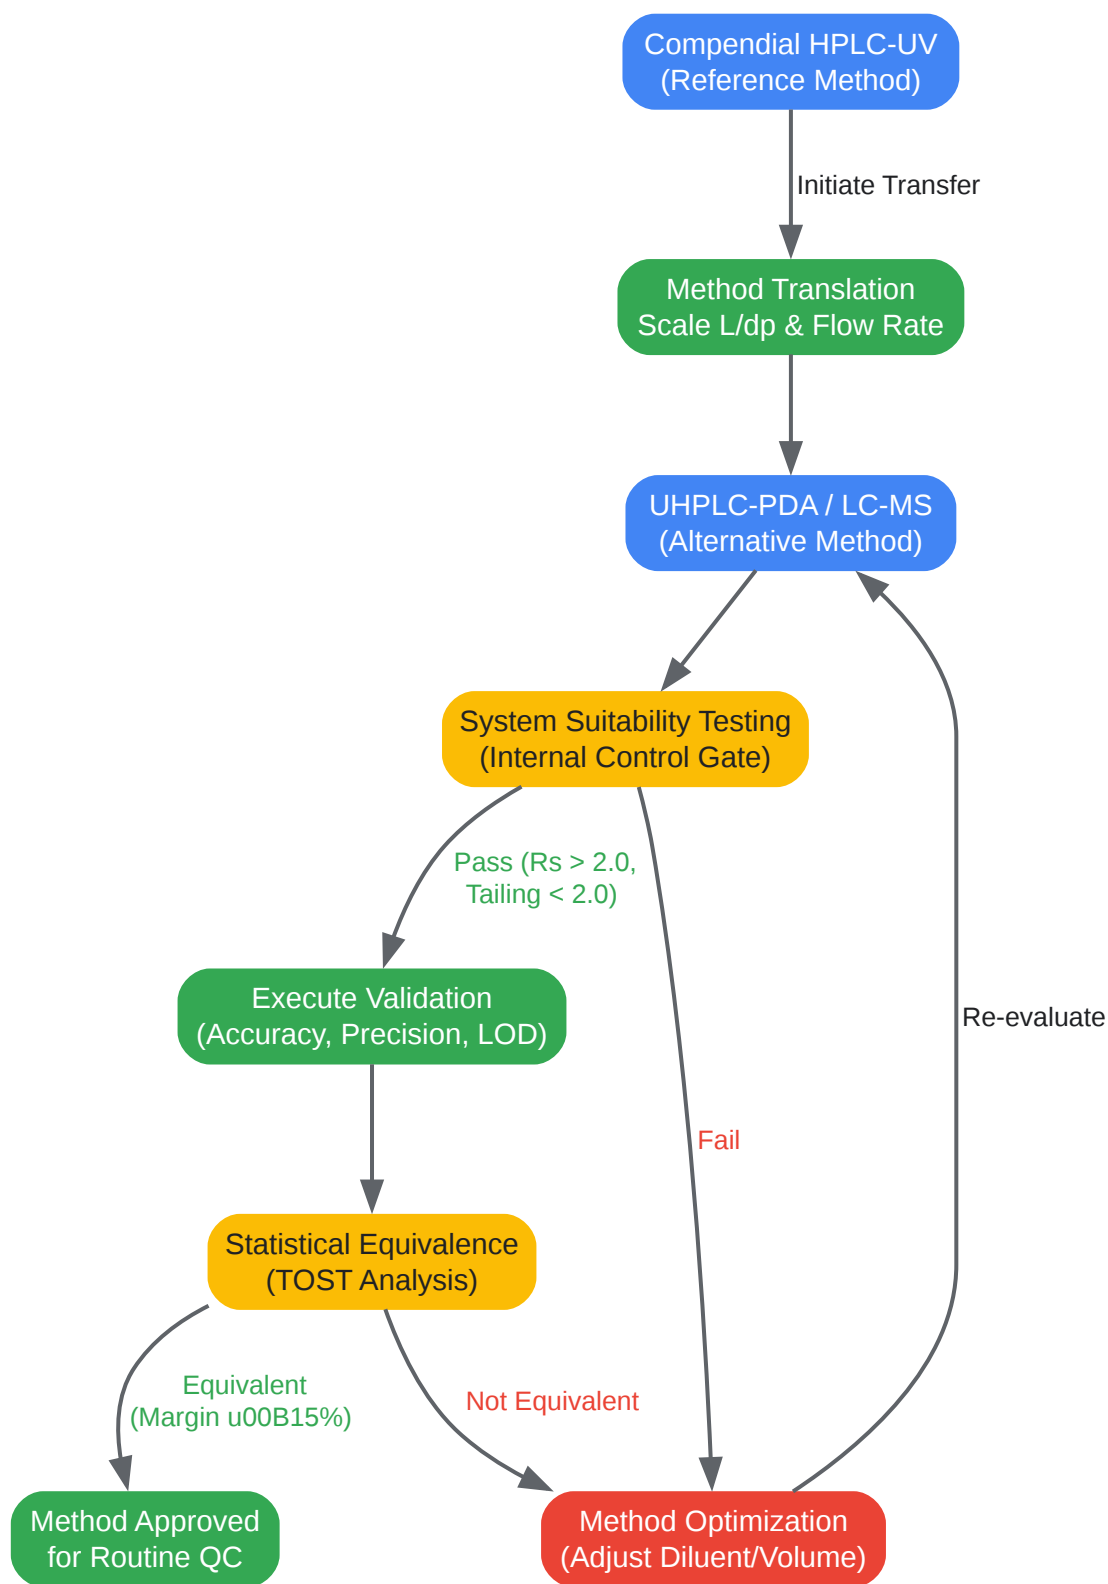 Compendial HPLC-UV
(Reference Method)
Initiate Transfer
Method Translation
Scale L/dp & Flow Rate
UHPLC-PDA / LC-MS
(Alternative Method)
System Suitability Testing
(Internal Control Gate)
Pass (Rs > 2.0,
Tailing < 2.0)
Execute Validation
(Accuracy, Precision, LOD)
Re-evaluate
Fail
Statistical Equivalence
(TOST Analysis)
Equivalent
(Margin u00B15%)
Not Equivalent
Method Approved
for Routine QC
Method Optimization
(Adjust Diluent/Volume)